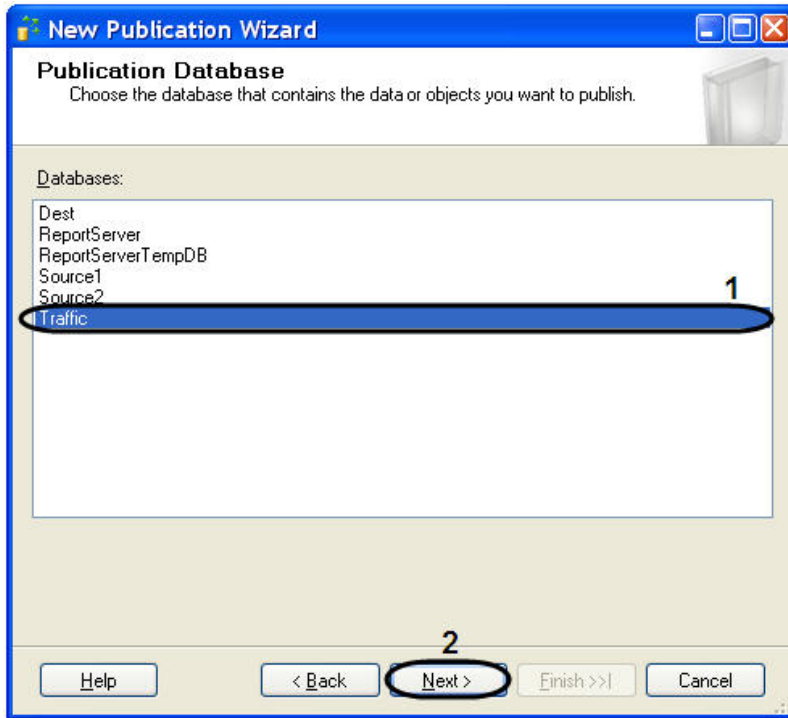 New Publication Wizard
Publication Database
Choose the database that contains the data or objects you want to publish.
Databases:
Dest
ReportServer
ReportServerTempDB
Source1
Source2
1
Traffic
2
Help
< Back
Next >
Finish >>|
Cancel